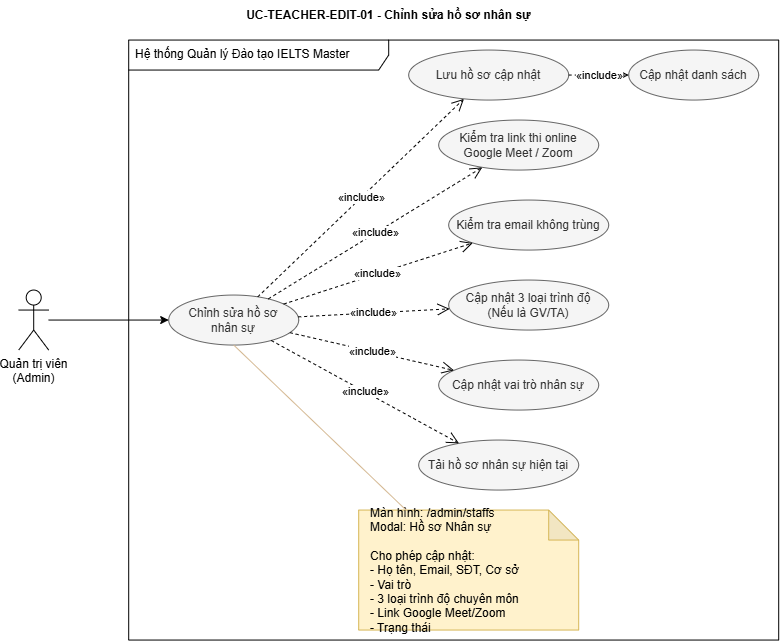 UC-TEACHER-EDIT-01 - Chỉnh sửa hồ sơ nhân sự
Hệ thống Quản lý Đào tạo IELTS Master
Lưu hồ sơ cập nhật
«include»
Cập nhật danh sách
Kiểm tra link thi online
Google Meet / Zoom
«include»
«include»
Kiểm tra email không trùng
«include»
Quản trị viên
(Admin)
Chỉnh sửa hồ sơ
nhân sự
«include»
Cập nhật 3 loại trình độ
(Nếu là GV/TA)
«include»
Cập nhật vai trò nhân sự
«include»
Tải hồ sơ nhân sự hiện tại
Màn hình: /admin/staffs
Modal: Hồ sơ Nhân sự
Cho phép cập nhật:
- Họ tên, Email, SĐT, Cơ sở
- Vai trò
- 3 loại trình độ chuyên môn
- Link Google Meet/Zoom
- Trạng thái